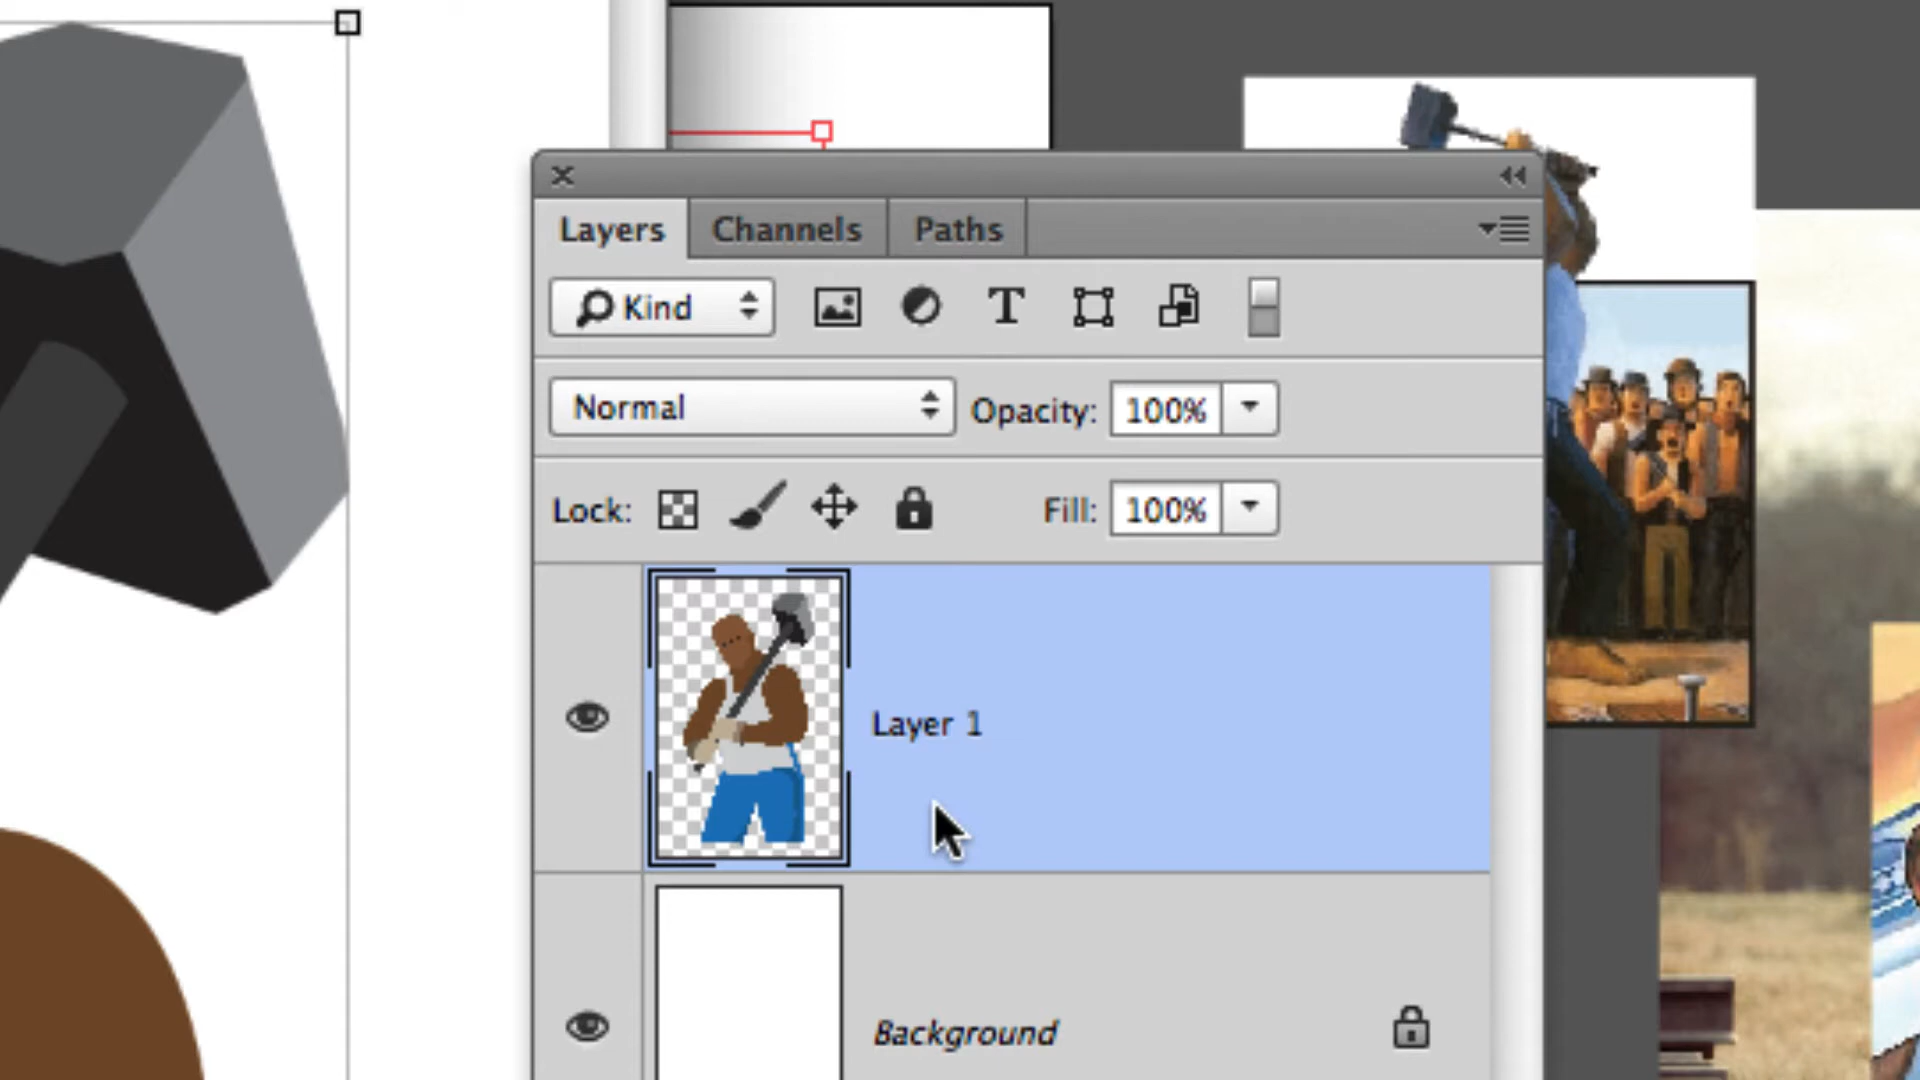 Layers Channels Paths
Kind T
Normal Opacity: 100%
Lock: Fill: 100%
Layer 1
Background